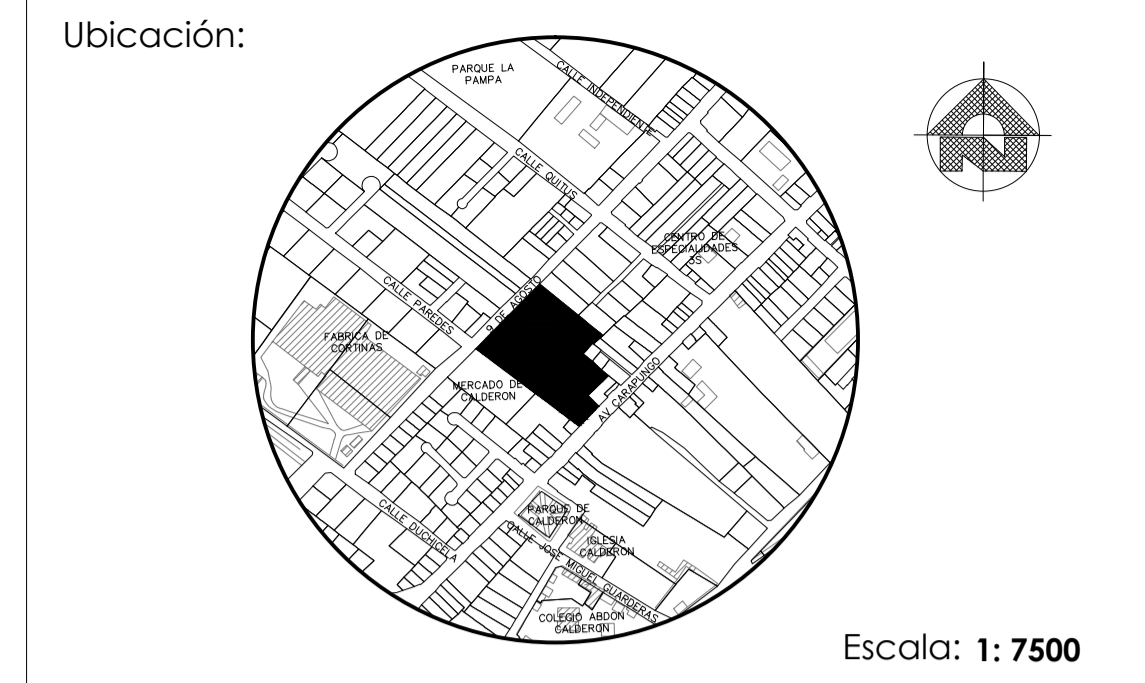 Ubicación:
PARQUE LA
PAMPA
CALLE INDEPENDIENTE
CALLE QUITUS
CENTRO DE
ESPECIALIDADES
3S
9 DE AGOSTO
CALLE PAREDES
FABRICA DE
CORTINAS
MERCADO DE
CALDERON
AV CARAPUNGO
PARQUE DE
CALDERON
CALLE DUCHICELA
IGLESIA
CALDERON
CALLE JOSE MIGUEL GUARDERAS
COLEGIO ABDON
CALDERON
Escala: 1: 7500